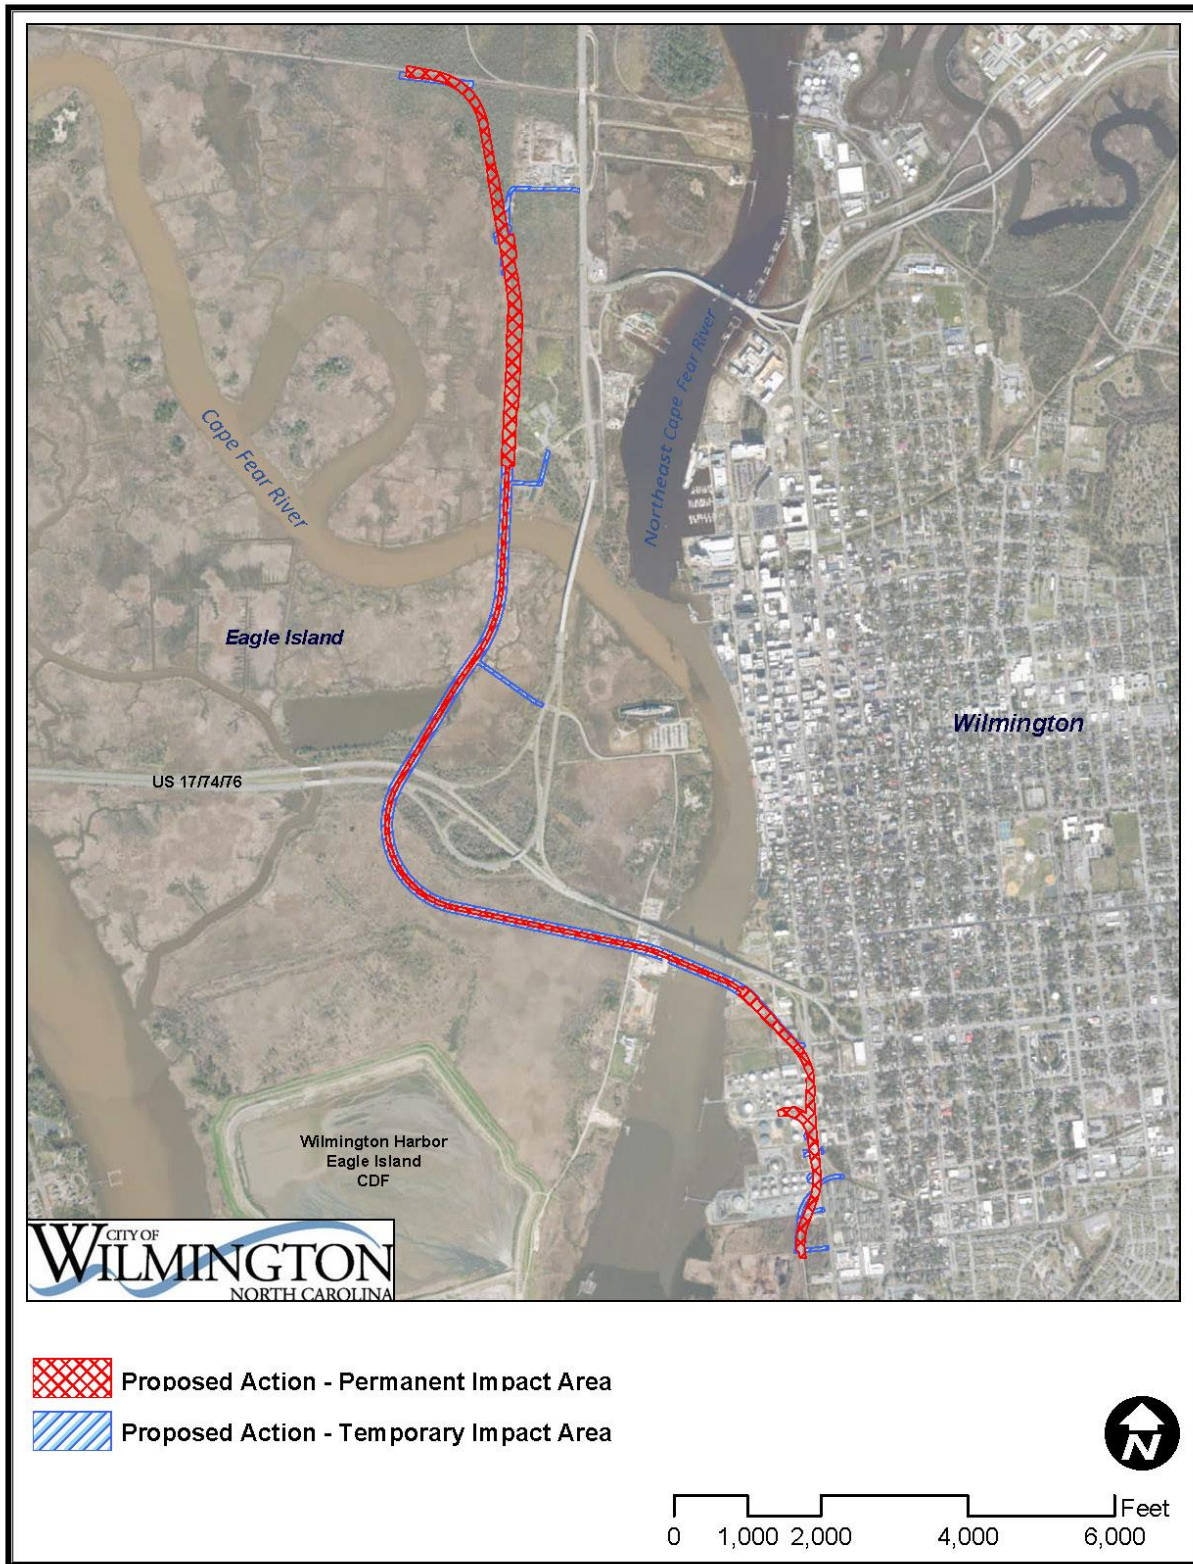 Cape Fear River
Northeast Cape Fear River
Eagle Island
Wilmington
US 17/74/76
Wilmington Harbor
Eagle Island
CDF
CITY OF
WILMINGTON
NORTH CAROLINA
Proposed Action - Permanent Impact Area
Proposed Action - Temporary Impact Area
N
Feet
0 1,000 2,000 4,000 6,000